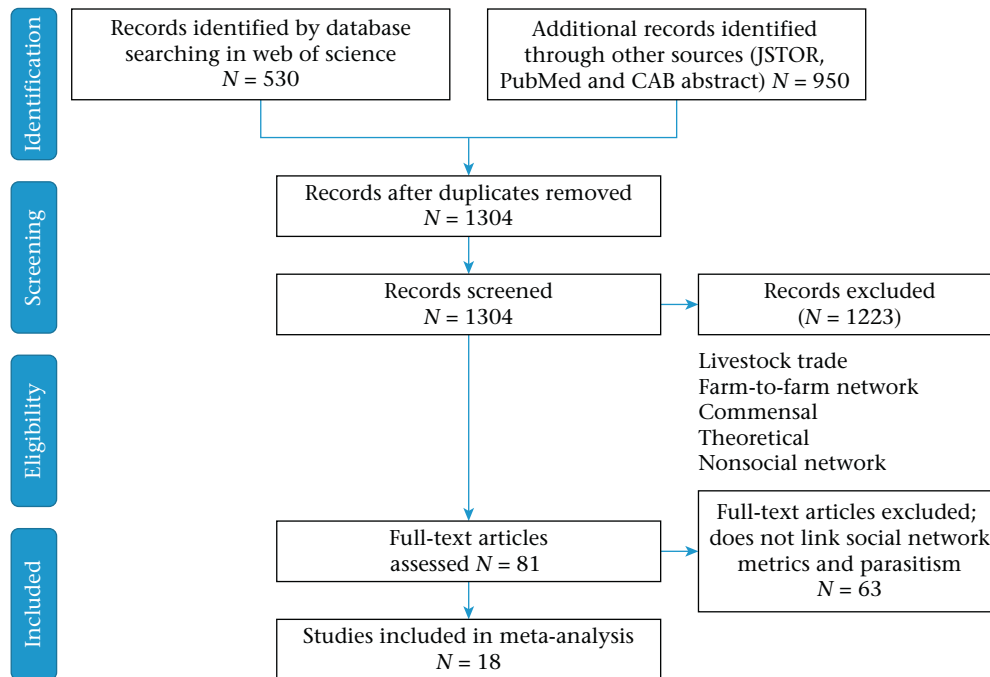 Identification
Records identified by database
searching in web of science
N = 530
Additional records identified
through other sources (JSTOR,
PubMed and CAB abstract) N = 950
Screening
Records after duplicates removed
N = 1304
Records screened
N = 1304
Records excluded
(N = 1223)
Livestock trade
Farm-to-farm network
Commensal
Theoretical
Nonsocial network
Eligibility
Full-text articles
assessed N = 81
Full-text articles excluded;
does not link social network
metrics and parasitism
N = 63
Included
Studies included in meta-analysis
N = 18